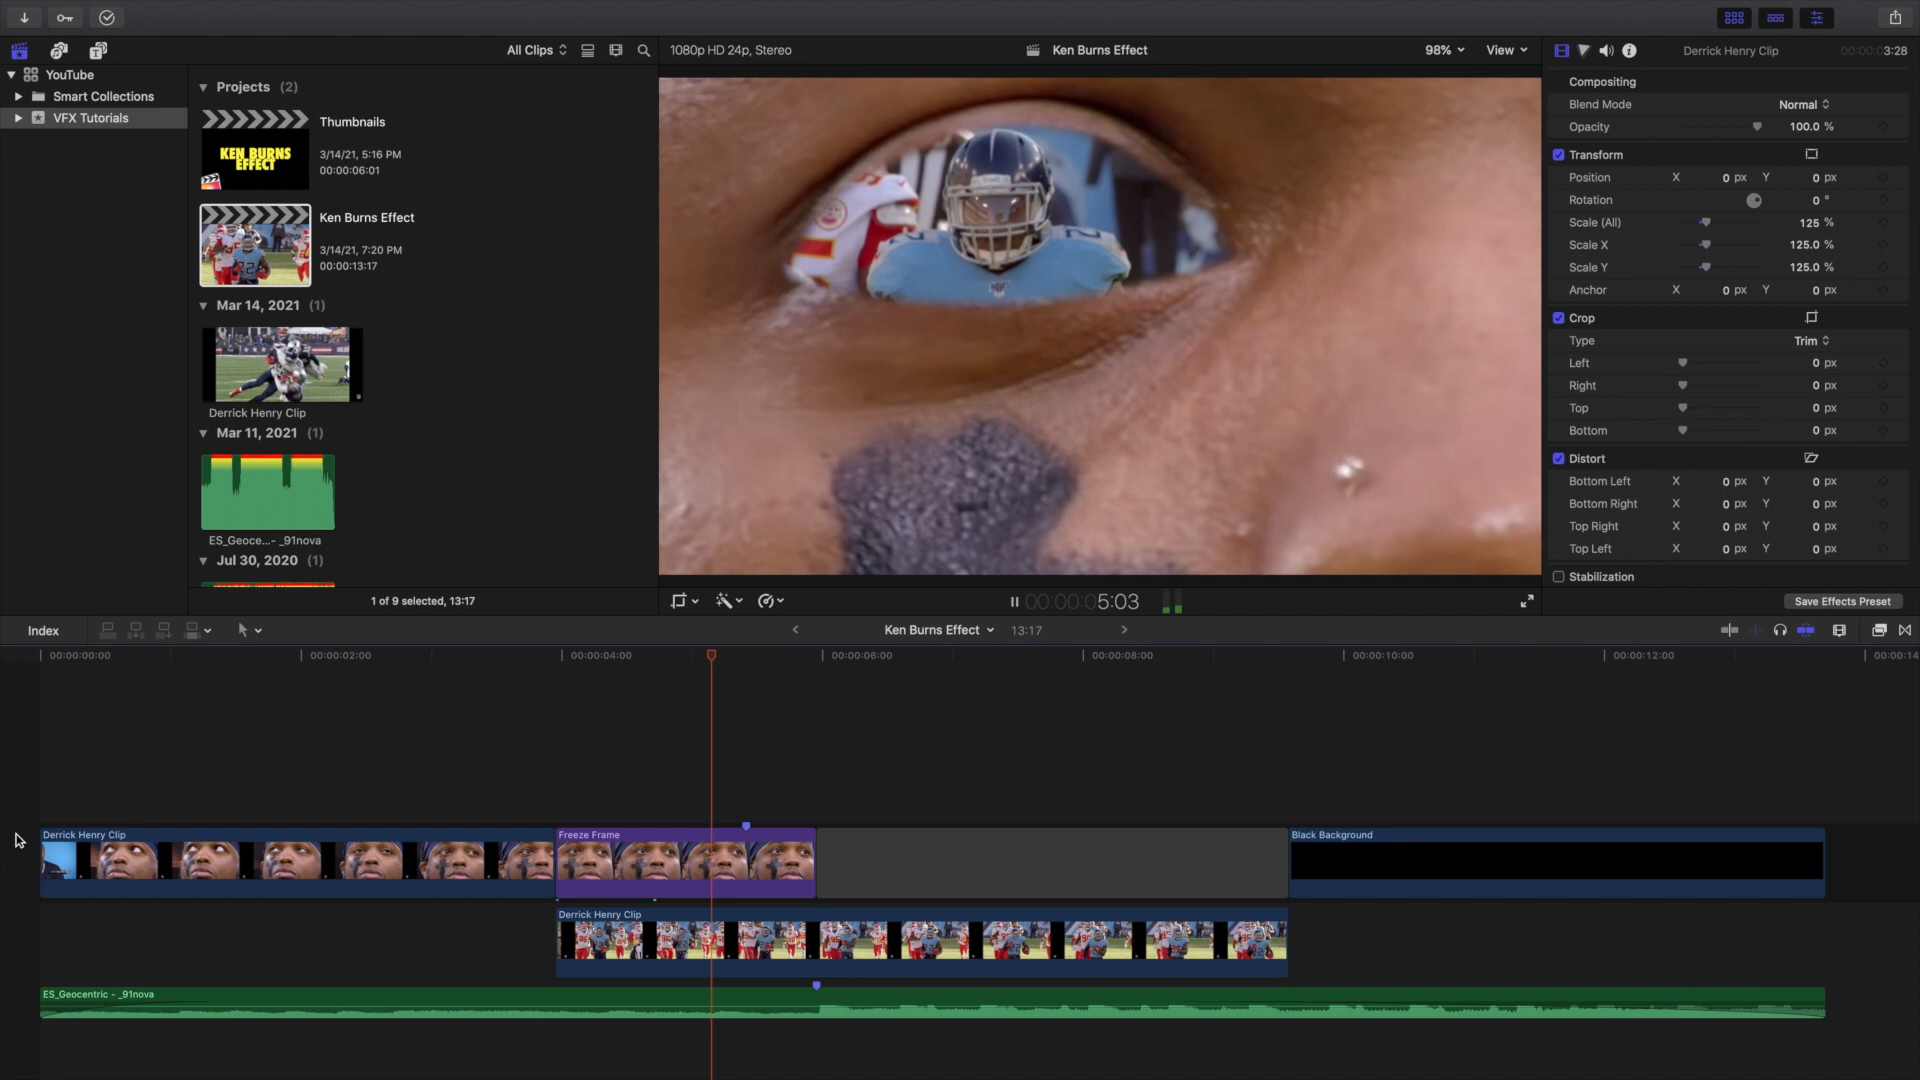 All Clips
1080p HD 24p, Stereo
Ken Burns Effect
98%
View
Derrick Henry Clip
00:00:03:28
YouTube
Smart Collections
VFX Tutorials
Projects (2)
KEN BURNS
EFFECT
Thumbnails
3/14/21, 5:16 PM
00:00:06:01
Ken Burns Effect
3/14/21, 7:20 PM
00:00:13:17
Mar 14, 2021 (1)
Derrick Henry Clip
Mar 11, 2021 (1)
ES_Geoce...- _91nova
Jul 30, 2020 (1)
1 of 9 selected, 13:17
Compositing
Blend Mode Normal
Opacity 100.0 %
Transform
Position X 0 px Y 0 px
Rotation 0 °
Scale (All) 125 %
Scale X 125.0 %
Scale Y 125.0 %
Anchor X 0 px Y 0 px
Crop
Type Trim
Left 0 px
Right 0 px
Top 0 px
Bottom 0 px
Distort
Bottom Left X 0 px Y 0 px
Bottom Right X 0 px Y 0 px
Top Right X 0 px Y 0 px
Top Left X 0 px Y 0 px
Stabilization
Save Effects Preset
00:00:05:03
Index
Ken Burns Effect
13:17
00:00:00:00
00:00:02:00
00:00:04:00
00:00:06:00
00:00:08:00
00:00:10:00
00:00:12:00
00:00:14
Derrick Henry Clip
Freeze Frame
Black Background
Derrick Henry Clip
ES_Geocentric - _91nova